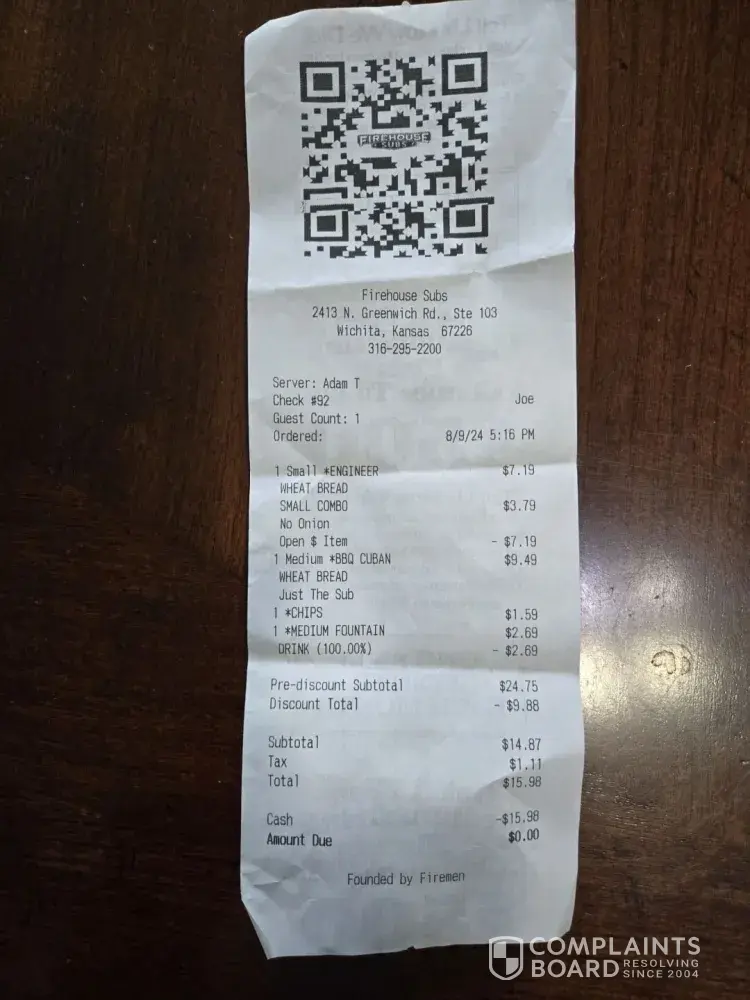 FIREHOUSE
SUBS
Firehouse Subs
2413 N. Greenwich Rd., Ste 103
Wichita, Kansas 67226
316-295-2200
Server: Adam T
Check #92 Joe
Guest Count: 1
Ordered: 8/9/24 5:16 PM
1 Small *ENGINEER $7.19
WHEAT BREAD
SMALL COMBO $3.79
No Onion
Open $ Item - $7.19
1 Medium *BBQ CUBAN $9.49
WHEAT BREAD
Just The Sub
1 *CHIPS $1.59
1 *MEDIUM FOUNTAIN $2.69
DRINK (100.00%) - $2.69
Pre-discount Subtotal $24.75
Discount Total - $9.88
Subtotal $14.87
Tax $1.11
Total $15.98
Cash -$15.98
Amount Due $0.00
Founded by Firemen
COMPLAINTS
BOARD RESOLVING
SINCE 2004